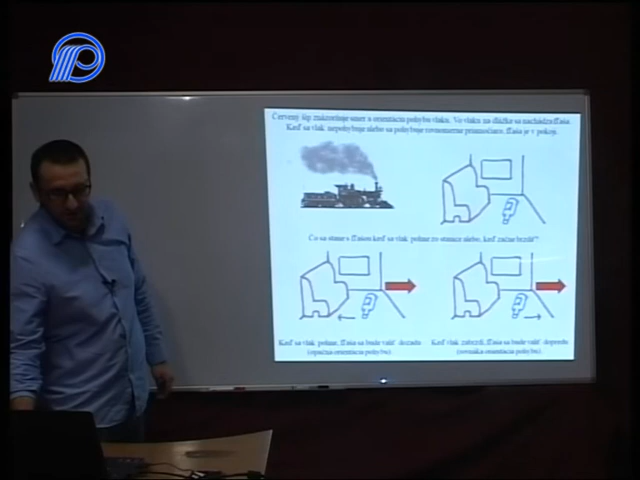 Červený šíp znázorňuje smer a orientáciu pohybu vlaku. Vo vlaku na dlážke sa nachádza fľaša.
Keď sa vlak nepohybuje alebo sa pohybuje rovnomerne priamočiaro, fľaša je v pokoji.
Čo sa stane s fľašou keď sa vlak pohne zo stanice alebo, keď začne brzdiť?
Keď sa vlak pohne, fľaša sa bude valiť dozadu
(opačná orientácia pohybu).
Keď vlak zabrzdí, fľaša sa bude valiť dopredu
(rovnaká orientácia pohybu).